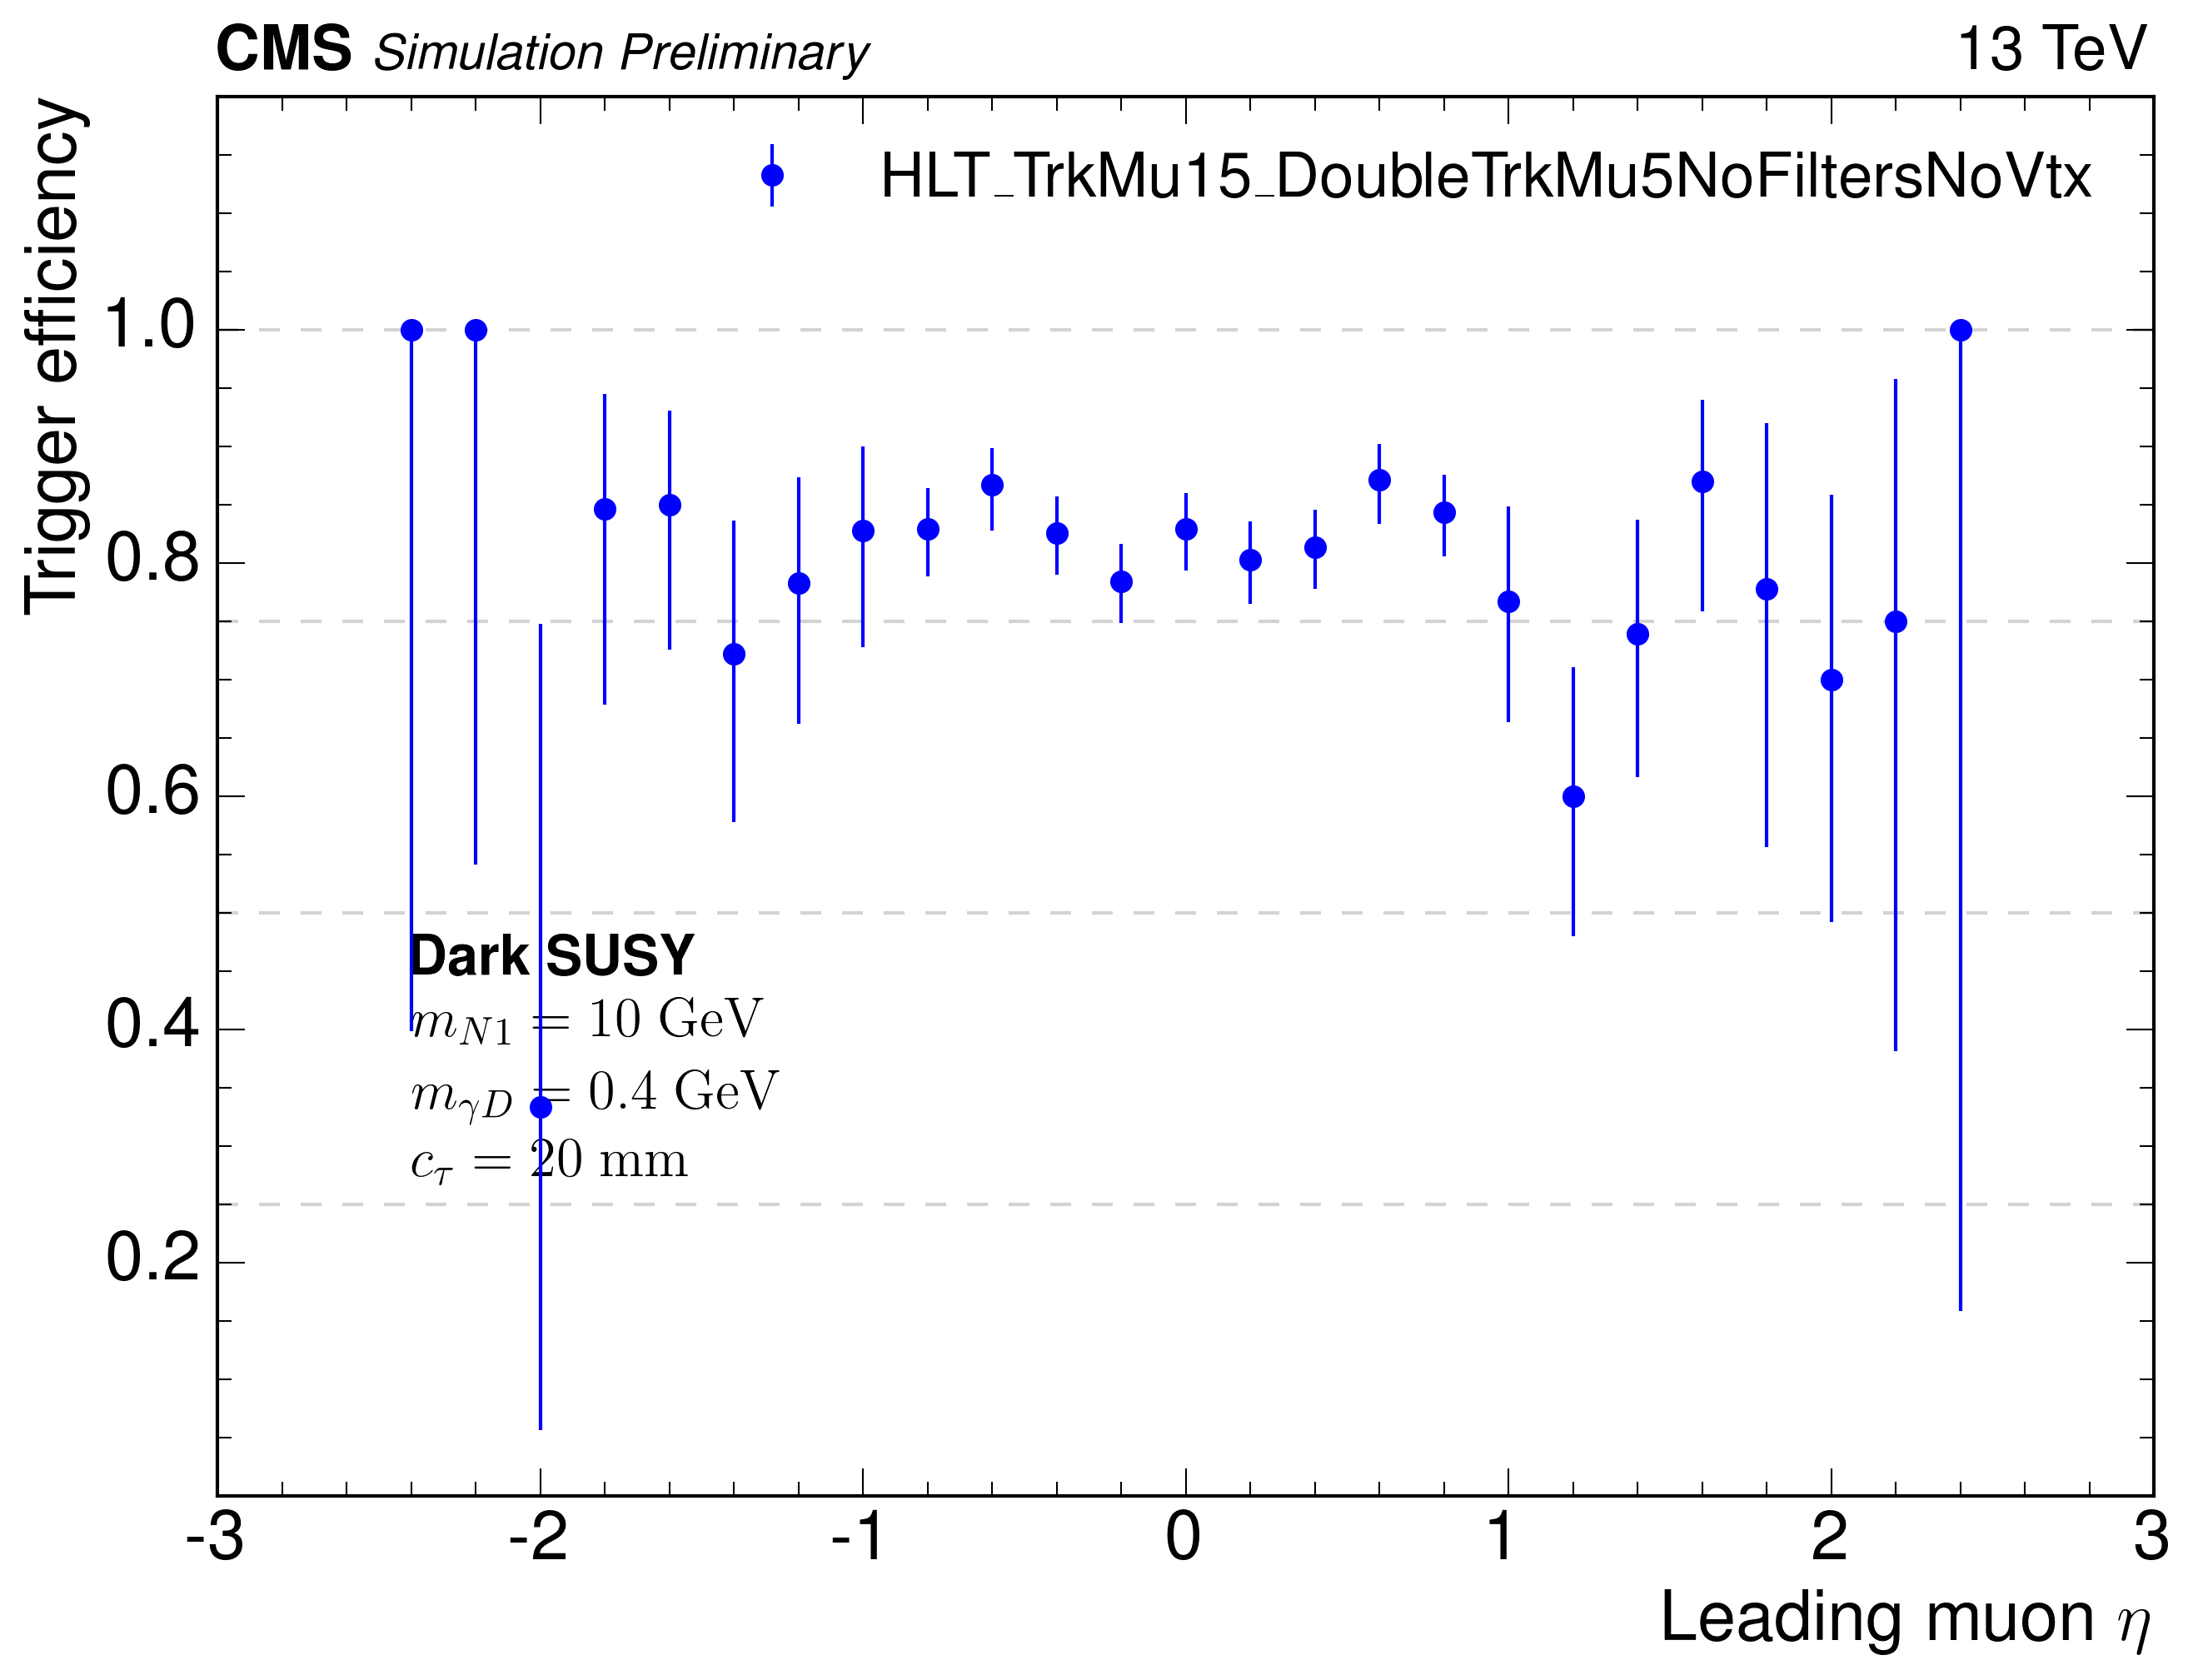 CMS Simulation Preliminary 13 TeV
Trigger efficiency
HLT_TrkMu15_DoubleTrkMu5NoFiltersNoVtx
1.0
0.8
0.6
0.4
0.2
Dark SUSY
m_{N1} = 10 GeV
m_{γD} = 0.4 GeV
c_τ = 20 mm
-3 -2 -1 0 1 2 3
Leading muon η